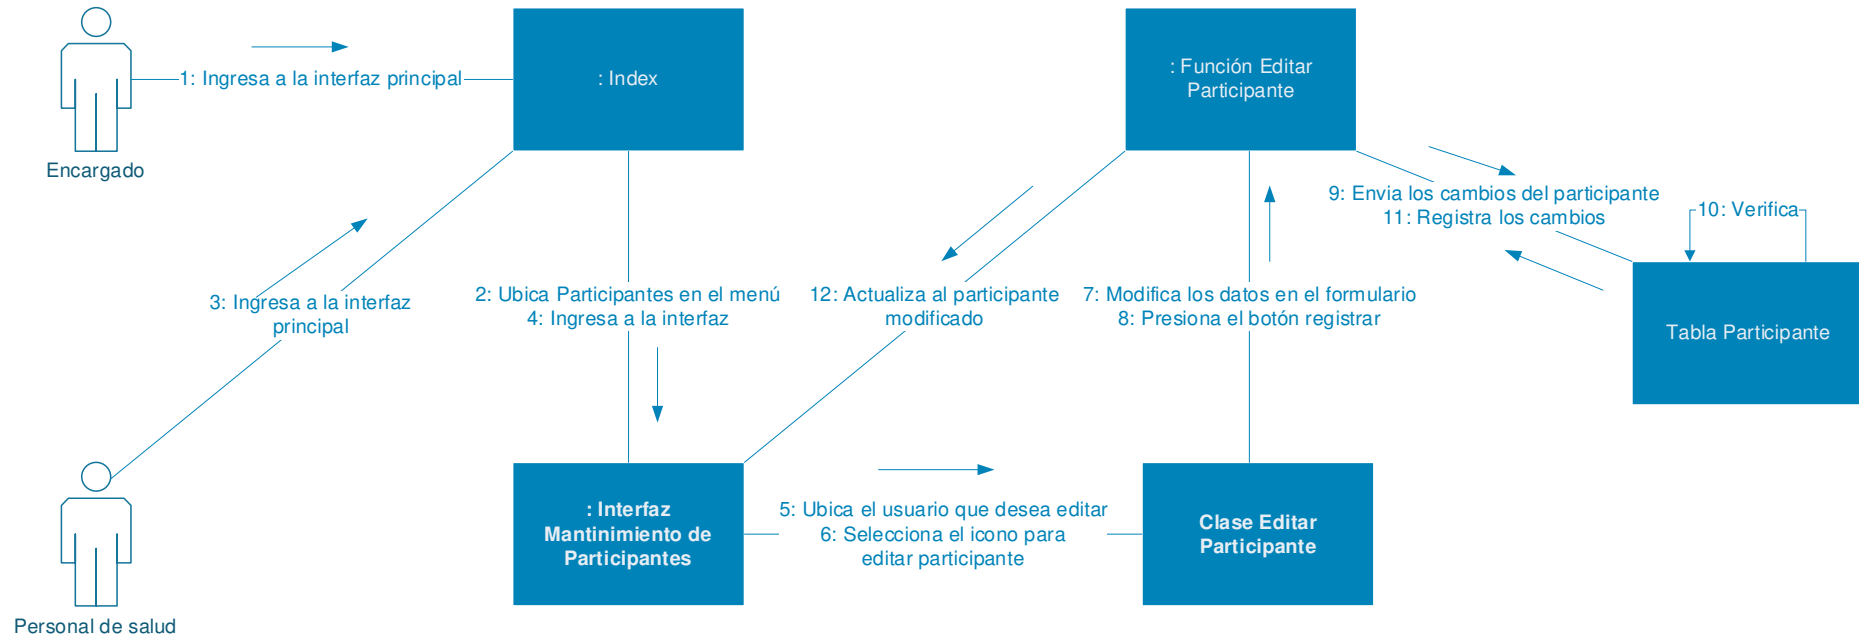 1: Ingresa a la interfaz principal
: Index
: Función Editar
Participante
Encargado
9: Envia los cambios del participante
11: Registra los cambios
10: Verifica
3: Ingresa a la interfaz
principal
2: Ubica Participantes en el menú
4: Ingresa a la interfaz
12: Actualiza al participante
modificado
7: Modifica los datos en el formulario
8: Presiona el botón registrar
Tabla Participante
: Interfaz
Mantinimiento de
Participantes
5: Ubica el usuario que desea editar
6: Selecciona el icono para
editar participante
Clase Editar
Participante
Personal de salud